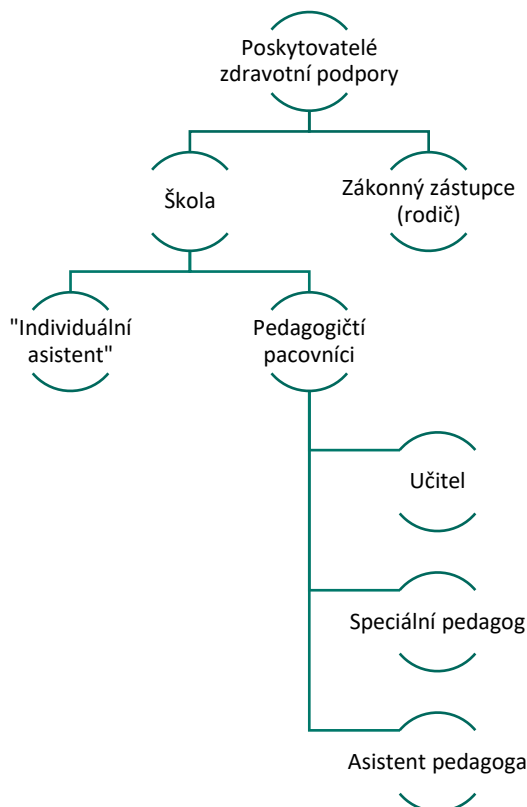 Poskytovatelé
zdravotní podpory
Škola
Zákonný zástupce
(rodič)
"Individuální
asistent"
Pedagogičtí
pacovníci
Učitel
Speciální pedagog
Asistent pedagoga